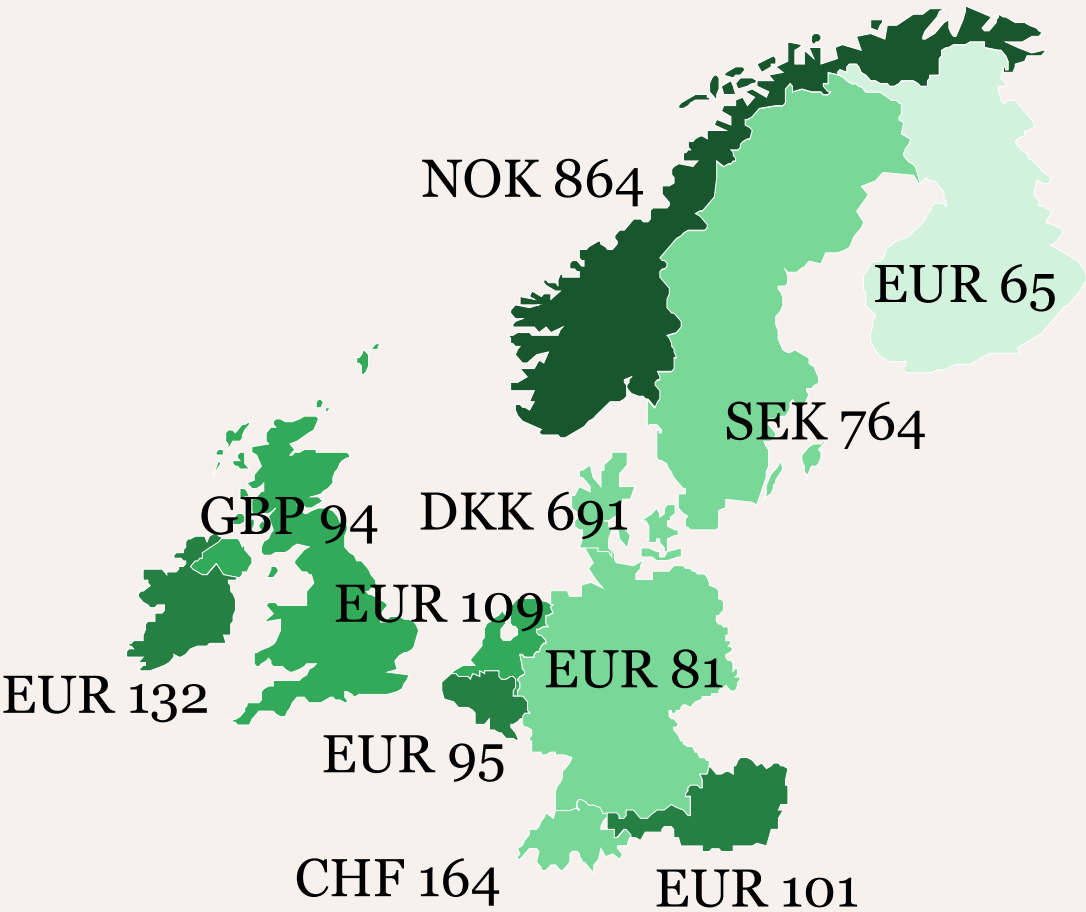 NOK 864
EUR 65
SEK 764
GBP 94
DKK 691
EUR 109
EUR 81
EUR 132
EUR 95
CHF 164
EUR 101